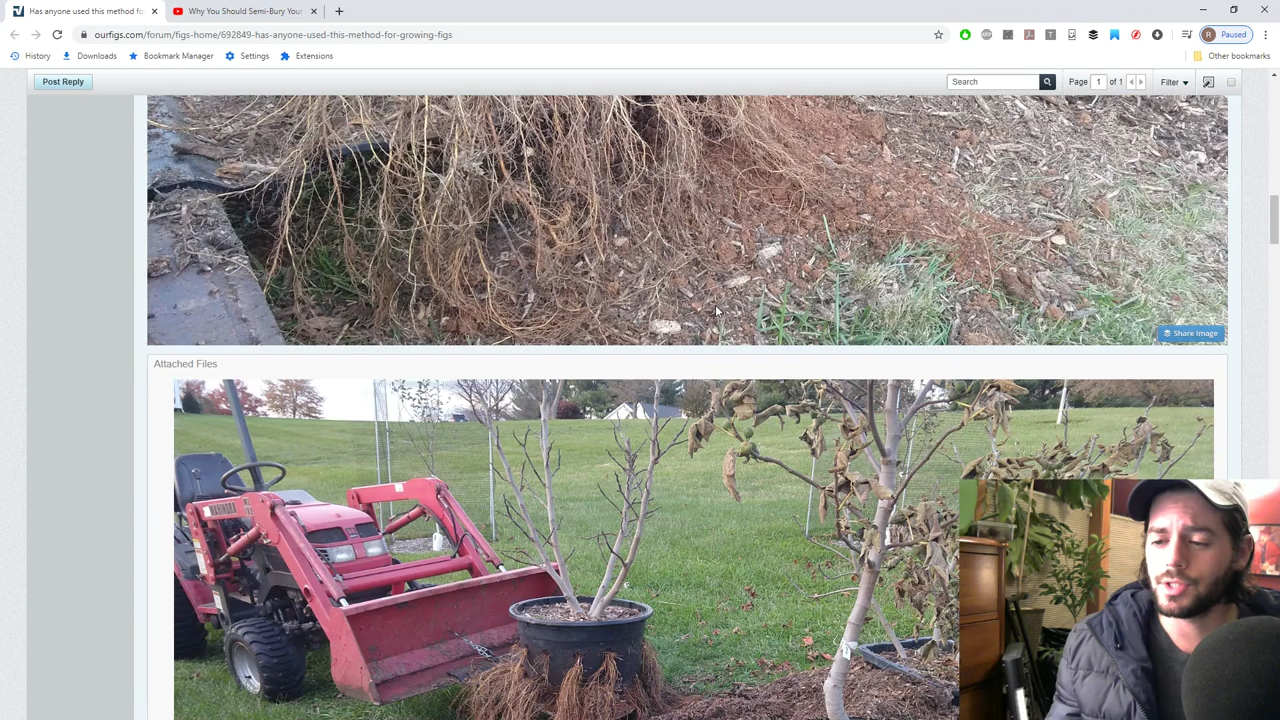 Has anyone used this method for
Why You Should Semi-Bury Your
ourfigs.com/forum/figs-home/692849-has-anyone-used-this-method-for-growing-figs
R Paused
History
Downloads
Bookmark Manager
Settings
Extensions
Other bookmarks
Post Reply
Search
Page 1 of 1
Filter
Share Image
Attached Files
MAHINDRA